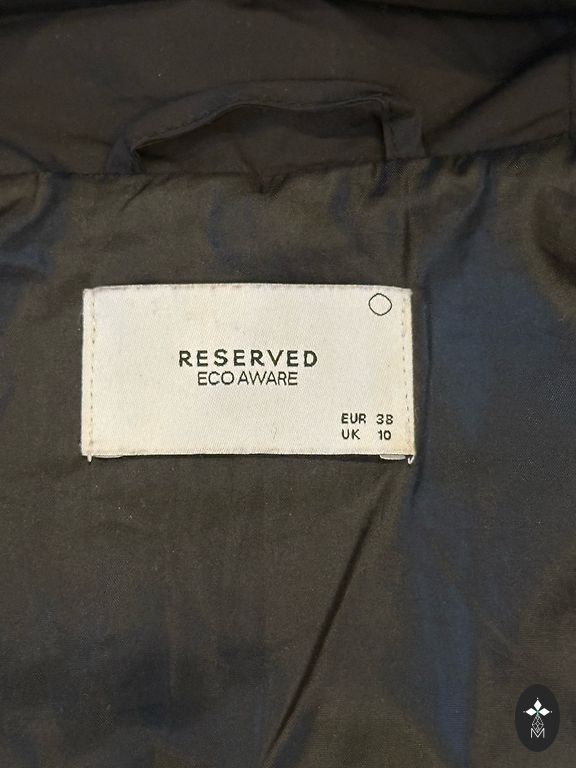 RESERVED
ECO AWARE
EUR 38
UK 10
M